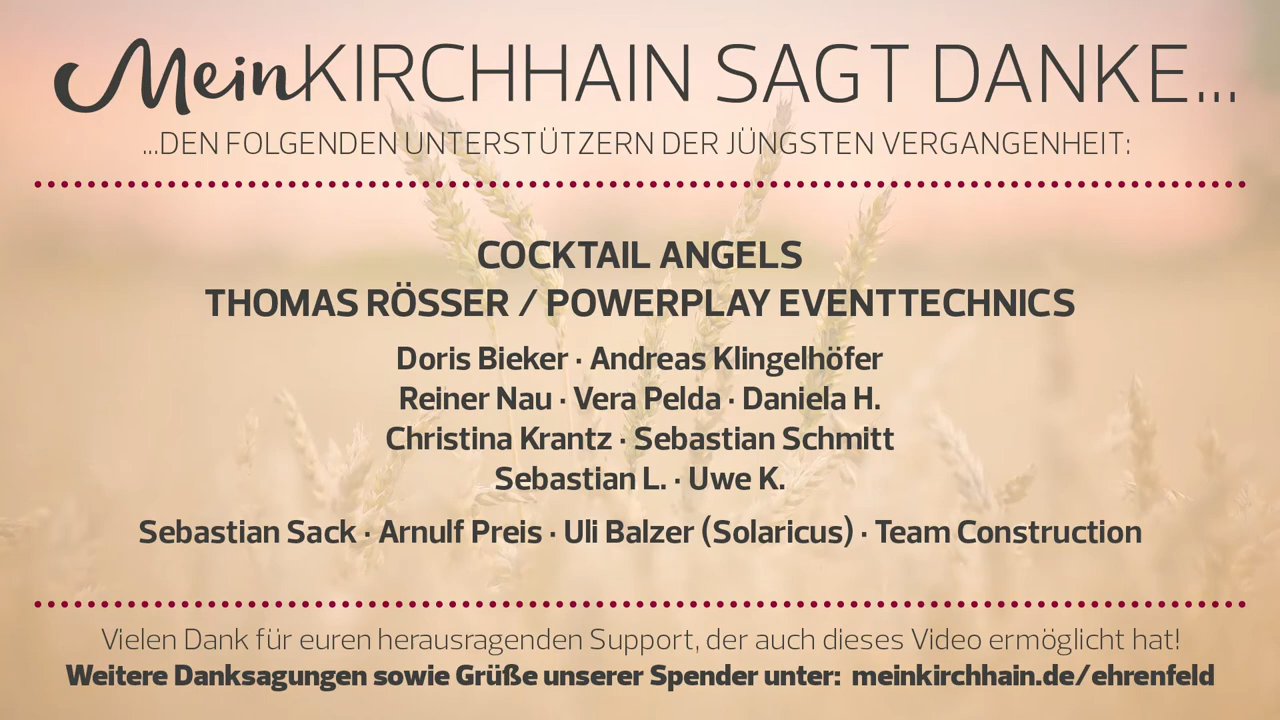 MeinKIRCHHAIN SAGT DANKE...
...DEN FOLGENDEN UNTERSTÜTZERN DER JÜNGSTEN VERGANGENHEIT:
COCKTAIL ANGELS
THOMAS RÖSSER / POWERPLAY EVENTTECHNICS
Doris Bieker · Andreas Klingelhöfer
Reiner Nau · Vera Pelda · Daniela H.
Christina Krantz · Sebastian Schmitt
Sebastian L. · Uwe K.
Sebastian Sack · Arnulf Preis · Uli Balzer (Solaricus) · Team Construction
Vielen Dank für euren herausragenden Support, der auch dieses Video ermöglicht hat!
Weitere Danksagungen sowie Grüße unserer Spender unter: meinkirchhain.de/ehrenfeld